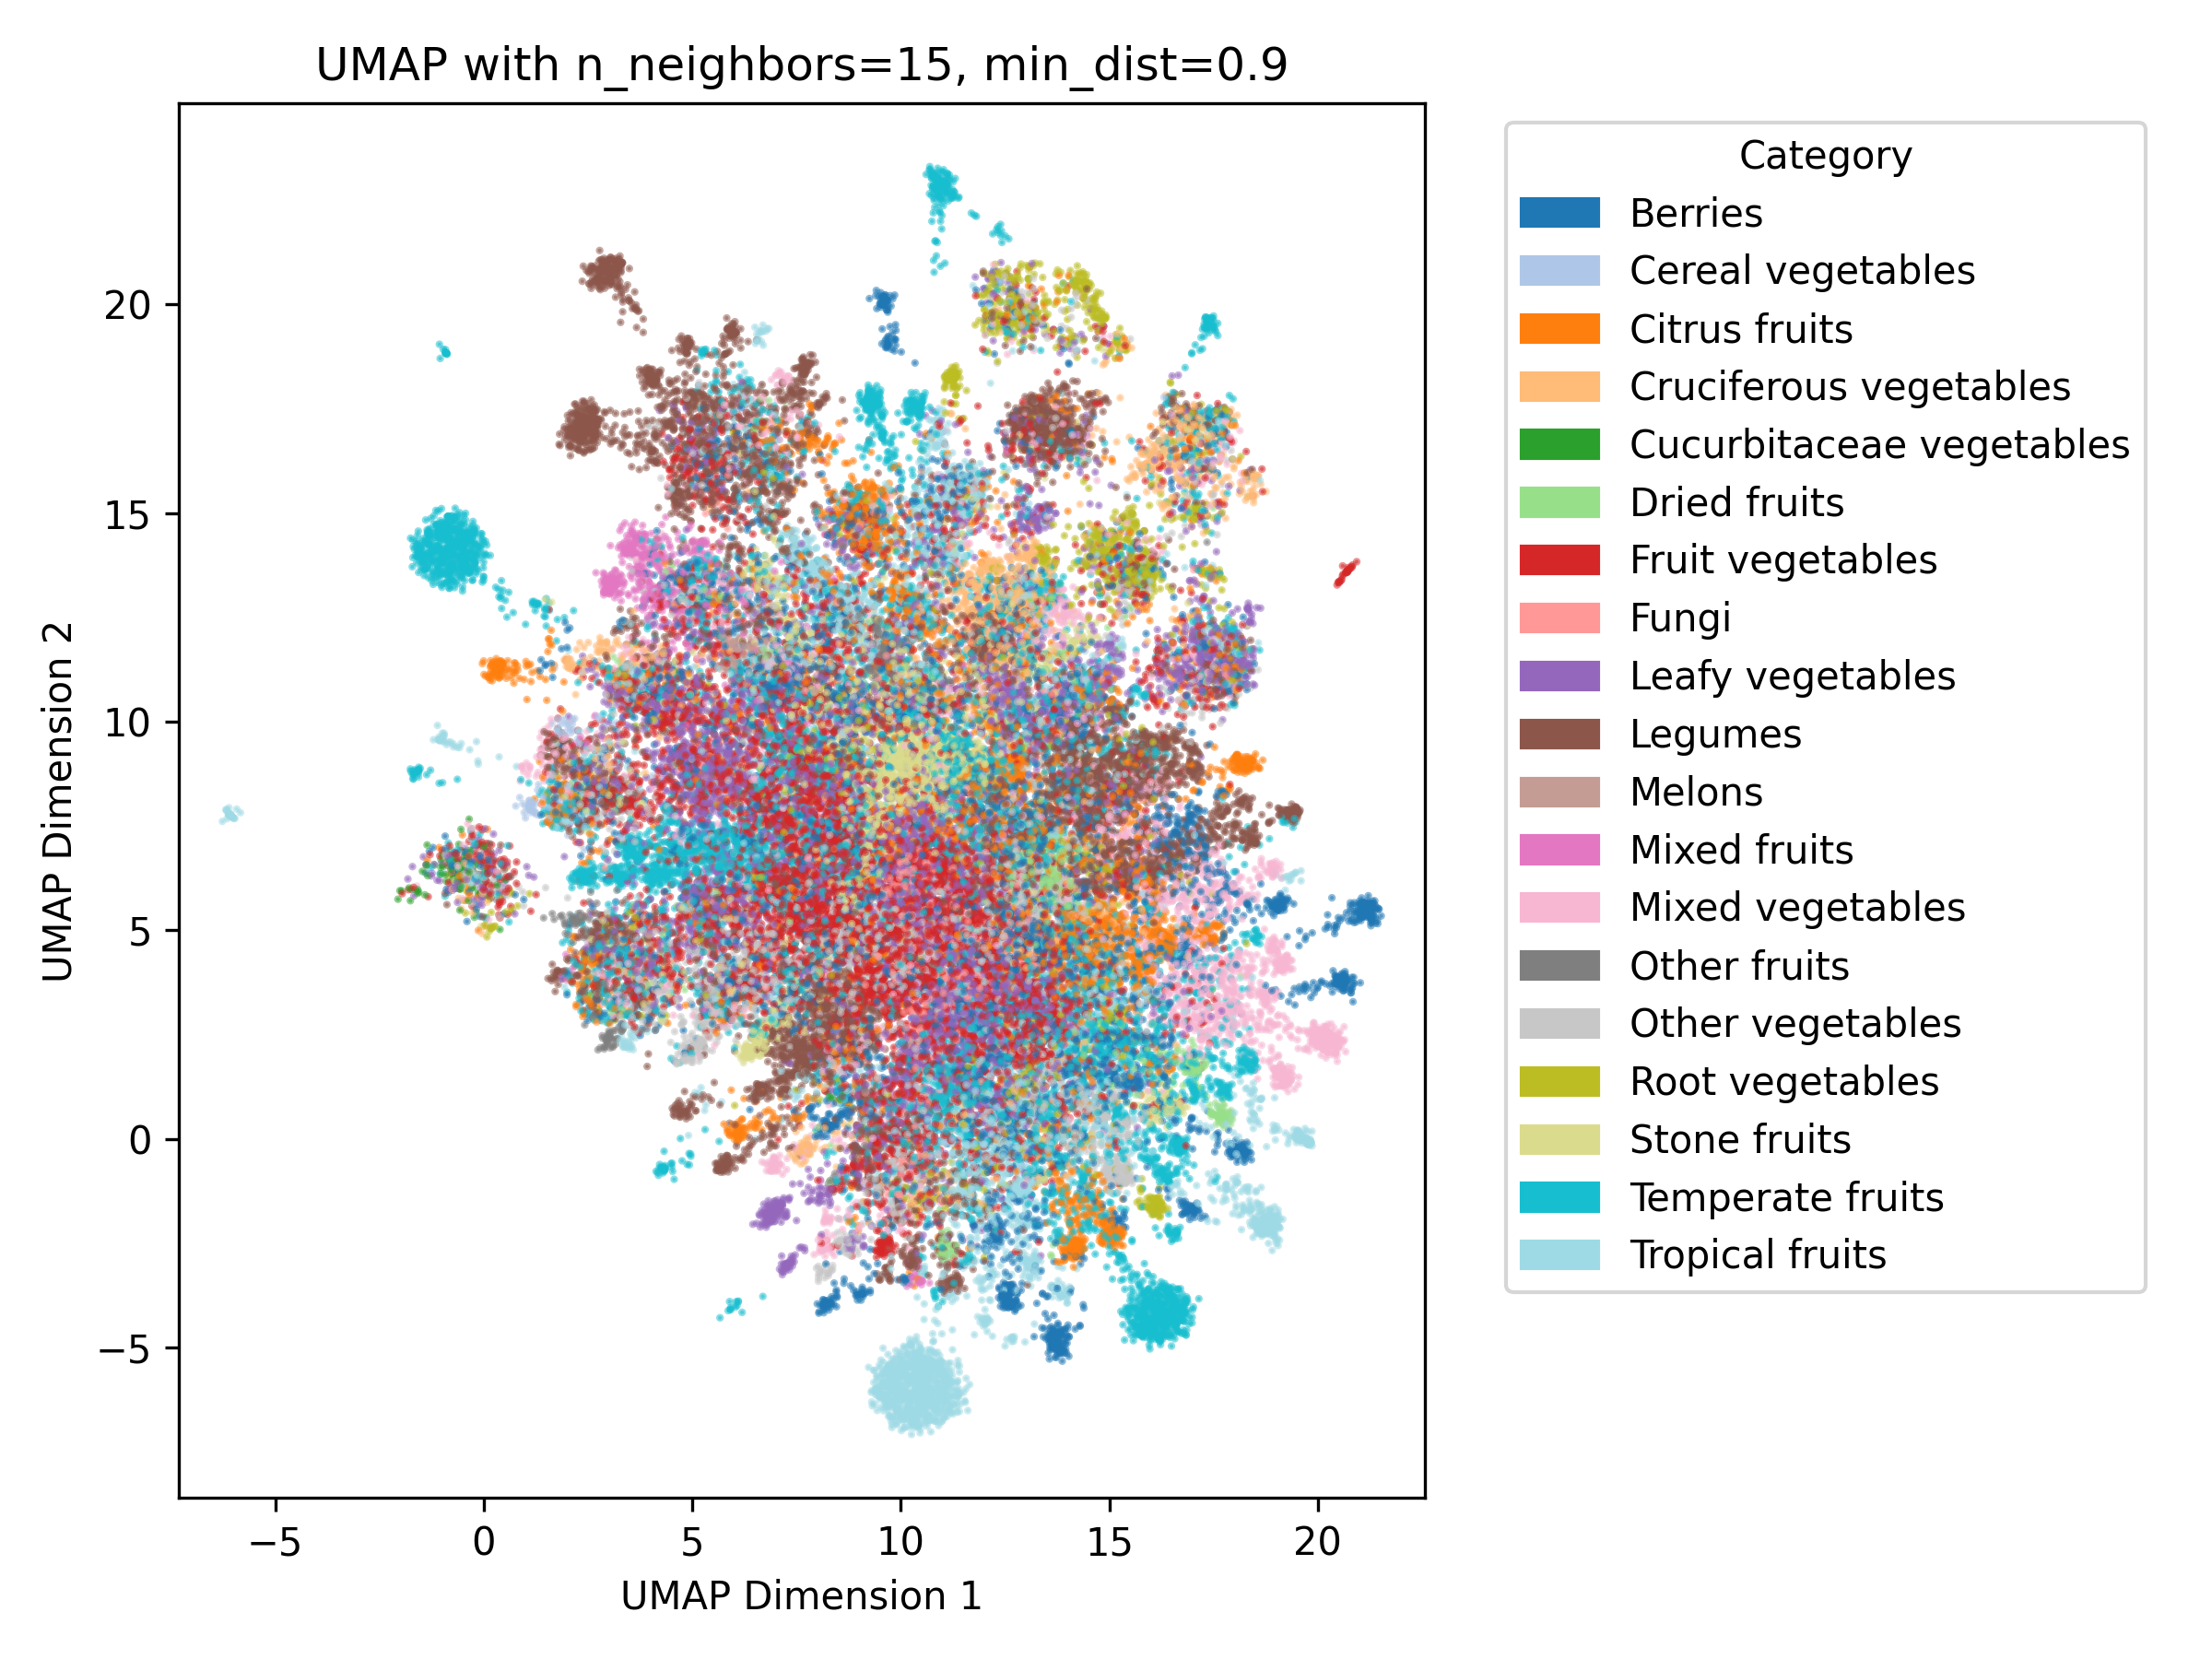 UMAP with n_neighbors=15, min_dist=0.9
UMAP Dimension 2
20
15
10
5
0
−5
−5
0
5
10
15
20
UMAP Dimension 1
Category
Berries
Cereal vegetables
Citrus fruits
Cruciferous vegetables
Cucurbitaceae vegetables
Dried fruits
Fruit vegetables
Fungi
Leafy vegetables
Legumes
Melons
Mixed fruits
Mixed vegetables
Other fruits
Other vegetables
Root vegetables
Stone fruits
Temperate fruits
Tropical fruits